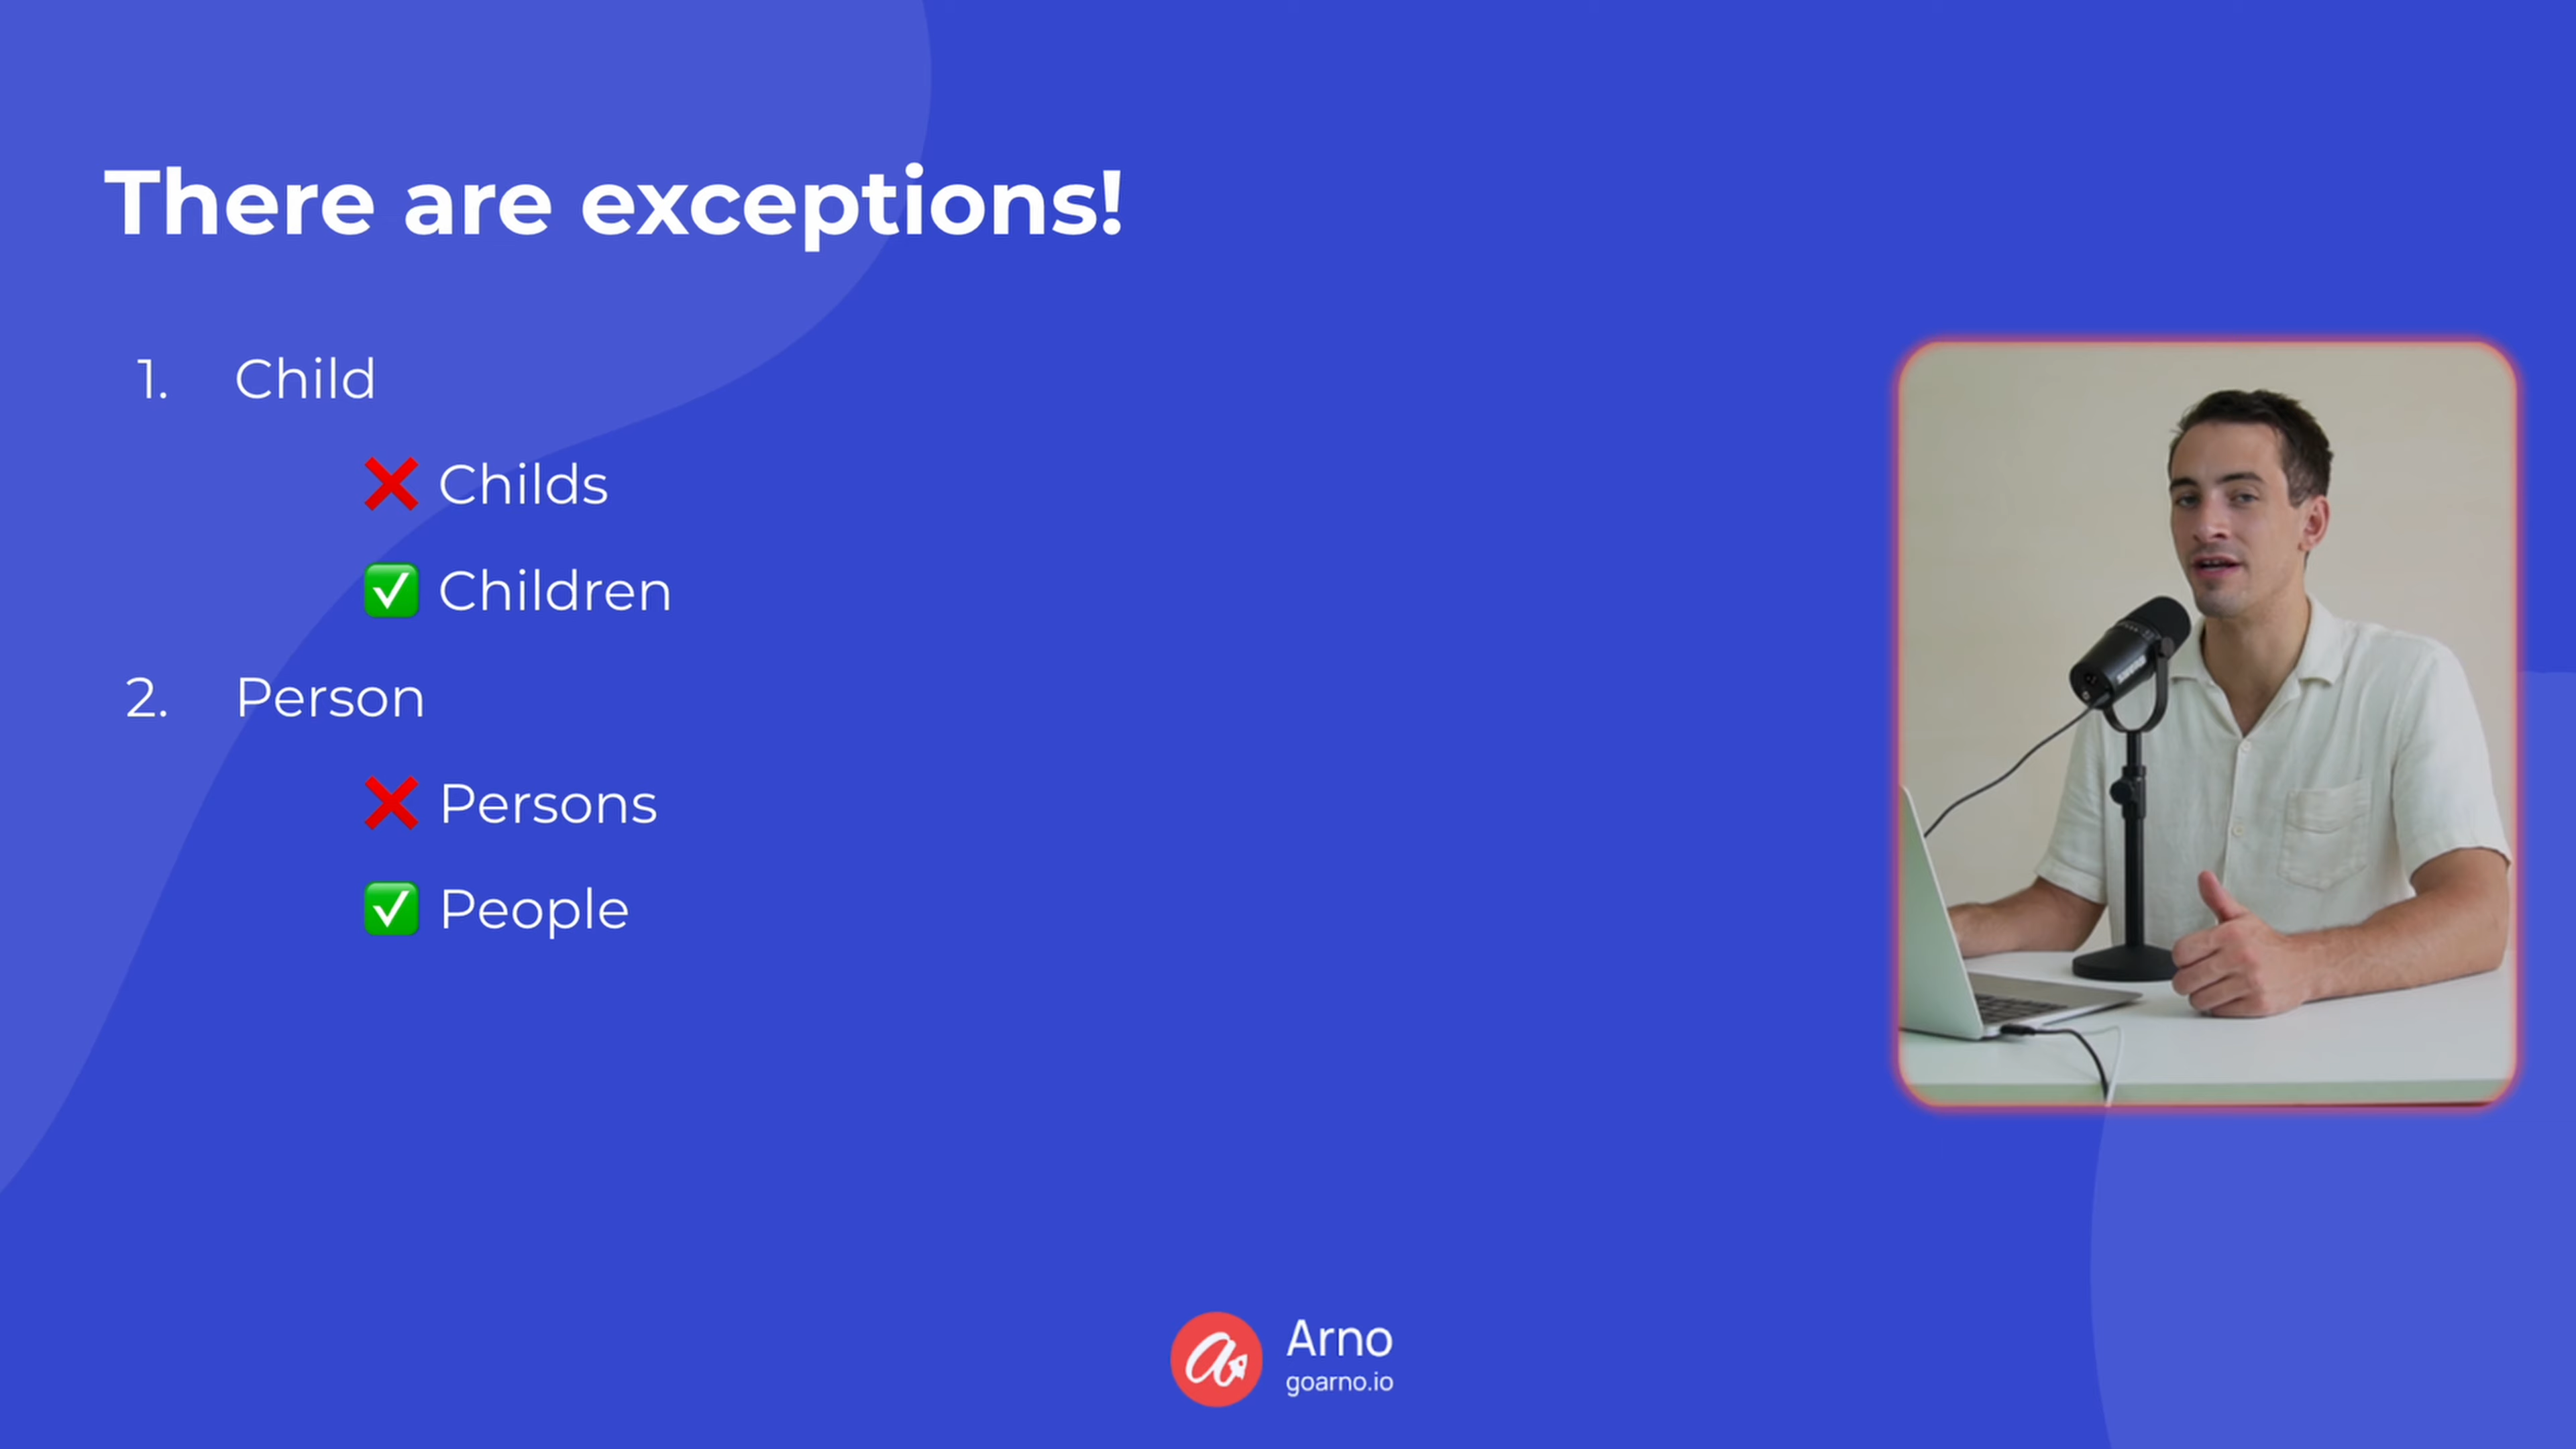 There are exceptions!
1. Child
❌ Childs
✅ Children
2. Person
❌ Persons
✅ People
Arno
goarno.io